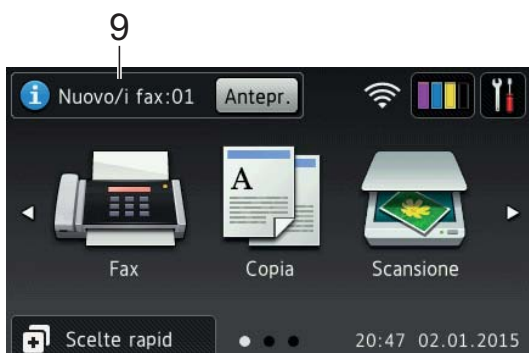 9
Nuovo/i fax:01 Antepr.
A
Fax Copia Scansione
Scelte rapid 20:47 02.01.2015